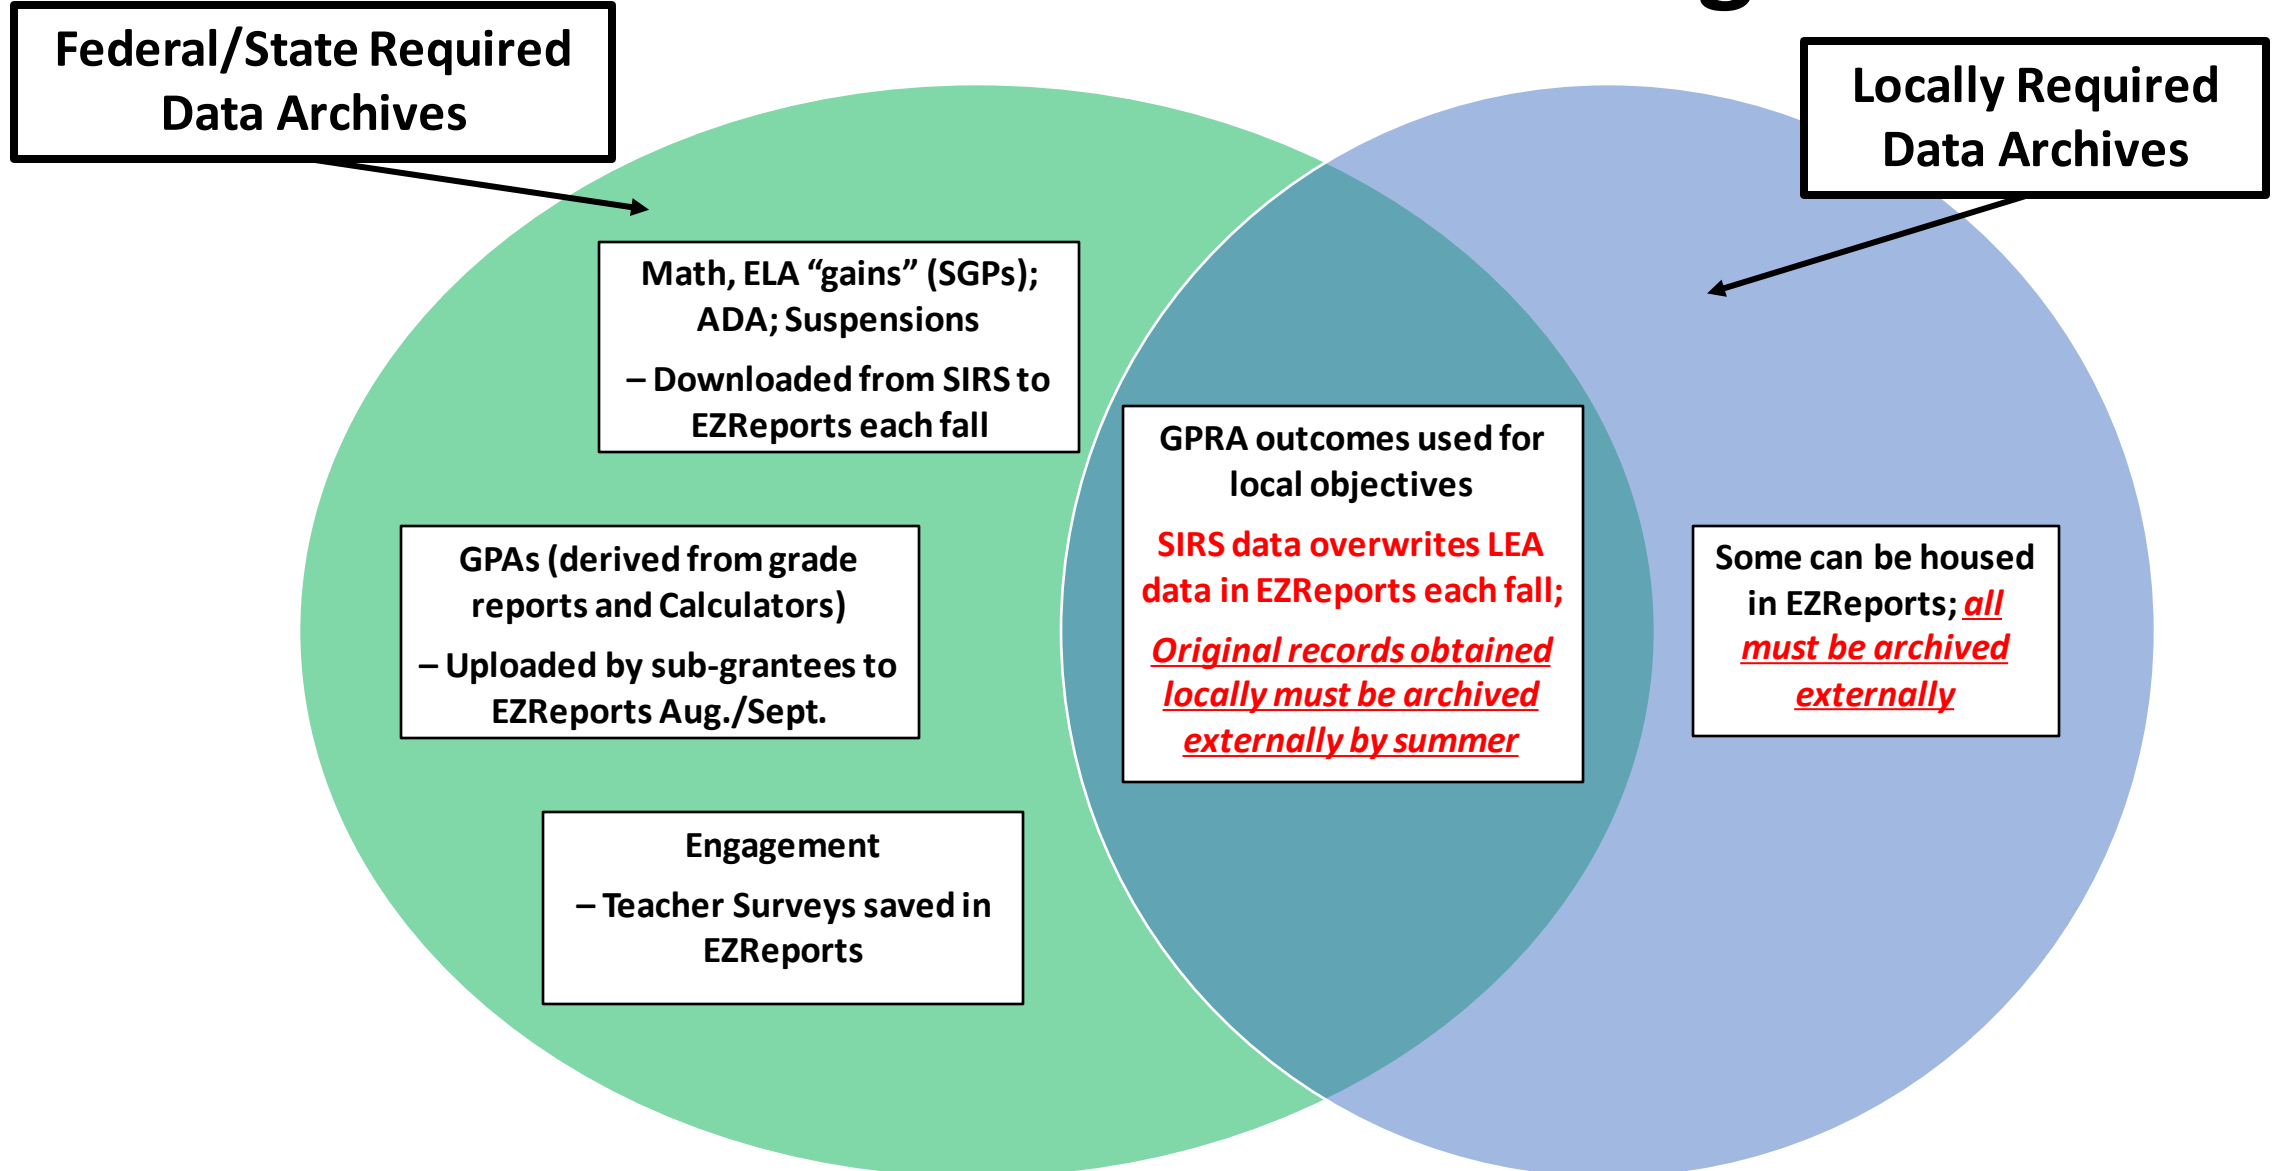 Federal/State Required
Data Archives
Locally Required
Data Archives
Math, ELA “gains” (SGPs);
ADA; Suspensions
– Downloaded from SIRS to
EZReports each fall
GPAs (derived from grade
reports and Calculators)
– Uploaded by sub-grantees to
EZReports Aug./Sept.
Engagement
– Teacher Surveys saved in
EZReports
GPRA outcomes used for
local objectives
SIRS data overwrites LEA
data in EZReports each fall;
Original records obtained
locally must be archived
externally by summer
Some can be housed
in EZReports; all
must be archived
externally